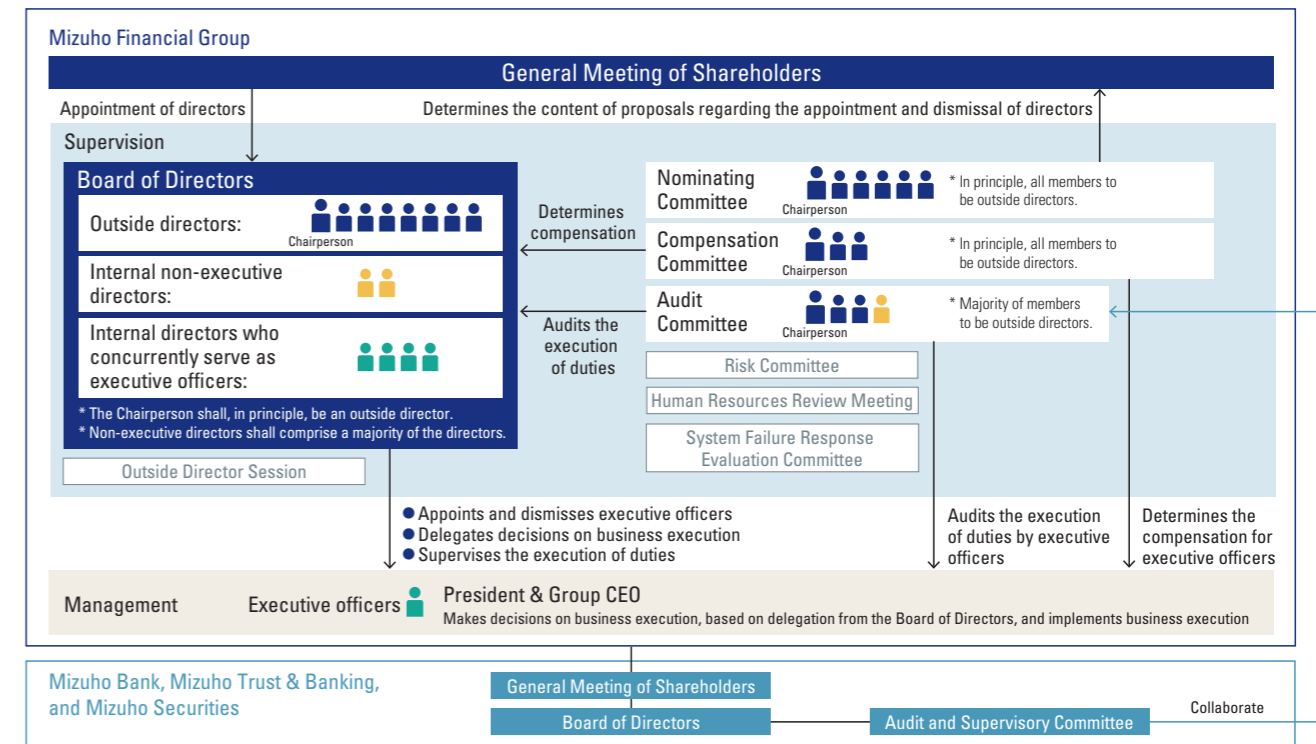 Mizuho Financial Group
General Meeting of Shareholders
Appointment of directors
Determines the content of proposals regarding the appointment and dismissal of directors
Supervision
Board of Directors
Outside directors:
Chairperson
Internal non-executive
directors:
Internal directors who
concurrently serve as
executive officers:
* The Chairperson shall, in principle, be an outside director.
* Non-executive directors shall comprise a majority of the directors.
Outside Director Session
Determines
compensation
Audits the
execution
of duties
Nominating
Committee
Chairperson
* In principle, all members to
be outside directors.
Compensation
Committee
Chairperson
* In principle, all members to
be outside directors.
Audit
Committee
Chairperson
* Majority of members
to be outside directors.
Risk Committee
Human Resources Review Meeting
System Failure Response
Evaluation Committee
● Appoints and dismisses executive officers
● Delegates decisions on business execution
● Supervises the execution of duties
Audits the execution
of duties by executive
officers
Determines the
compensation for
executive officers
Management
Executive officers
President & Group CEO
Makes decisions on business execution, based on delegation from the Board of Directors, and implements business execution
Mizuho Bank, Mizuho Trust & Banking,
and Mizuho Securities
General Meeting of Shareholders
Board of Directors
Audit and Supervisory Committee
Collaborate